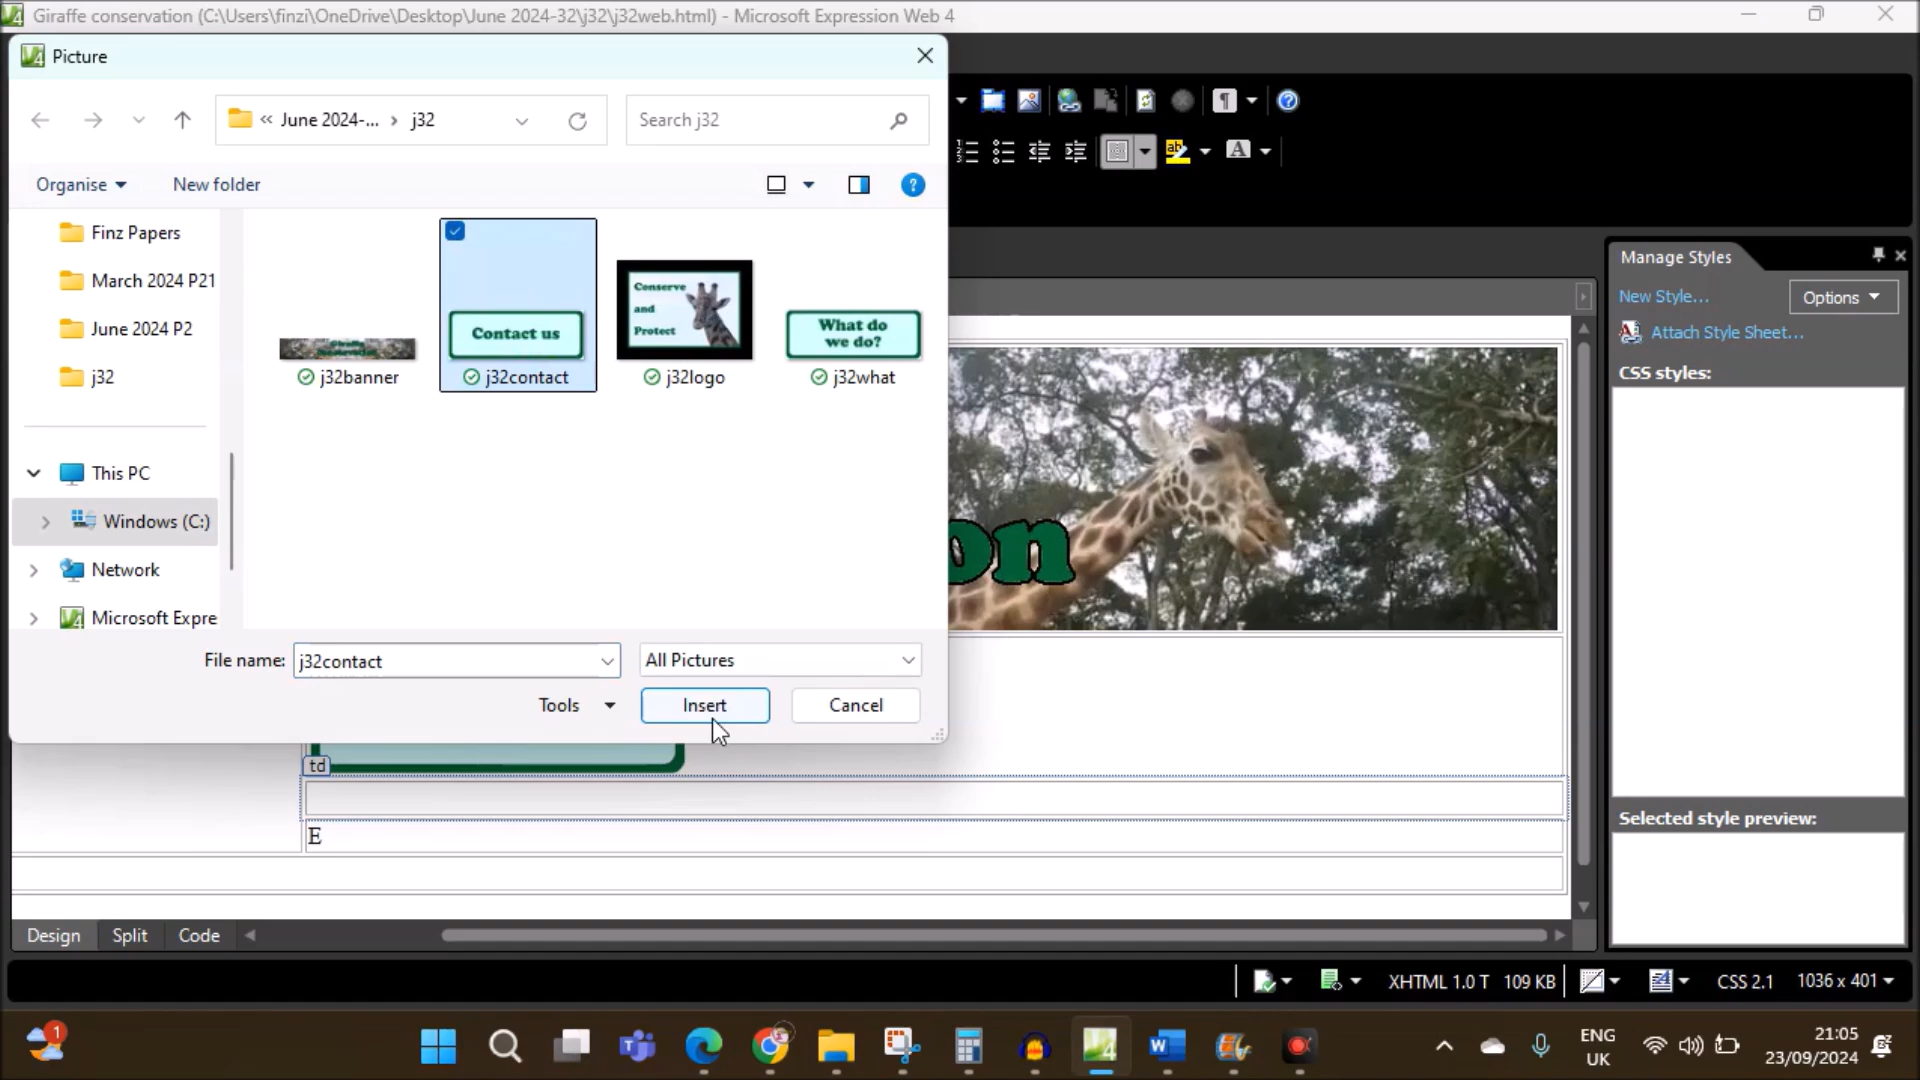 Giraffe conservation (C:\Users\finzi\OneDrive\Desktop\June 2024-32\j32\j32web.html) - Microsoft Expression Web 4
Picture
« June 2024-... › j32
Search j32
Organise
New folder
Finz Papers
March 2024 P21
June 2024 P2
j32
This PC
Windows (C:)
Network
Microsoft Expre
Contact us
Conserve
and
Protect
What do
we do?
j32banner
j32contact
j32logo
j32what
File name:
j32contact
All Pictures
Tools
Insert
Cancel
on
td
E
Manage Styles
New Style...
Options
Attach Style Sheet...
CSS styles:
Selected style preview:
Design
Split
Code
XHTML 1.0 T
109 KB
CSS 2.1
1036 x 401
1
ENG
UK
21:05
23/09/2024